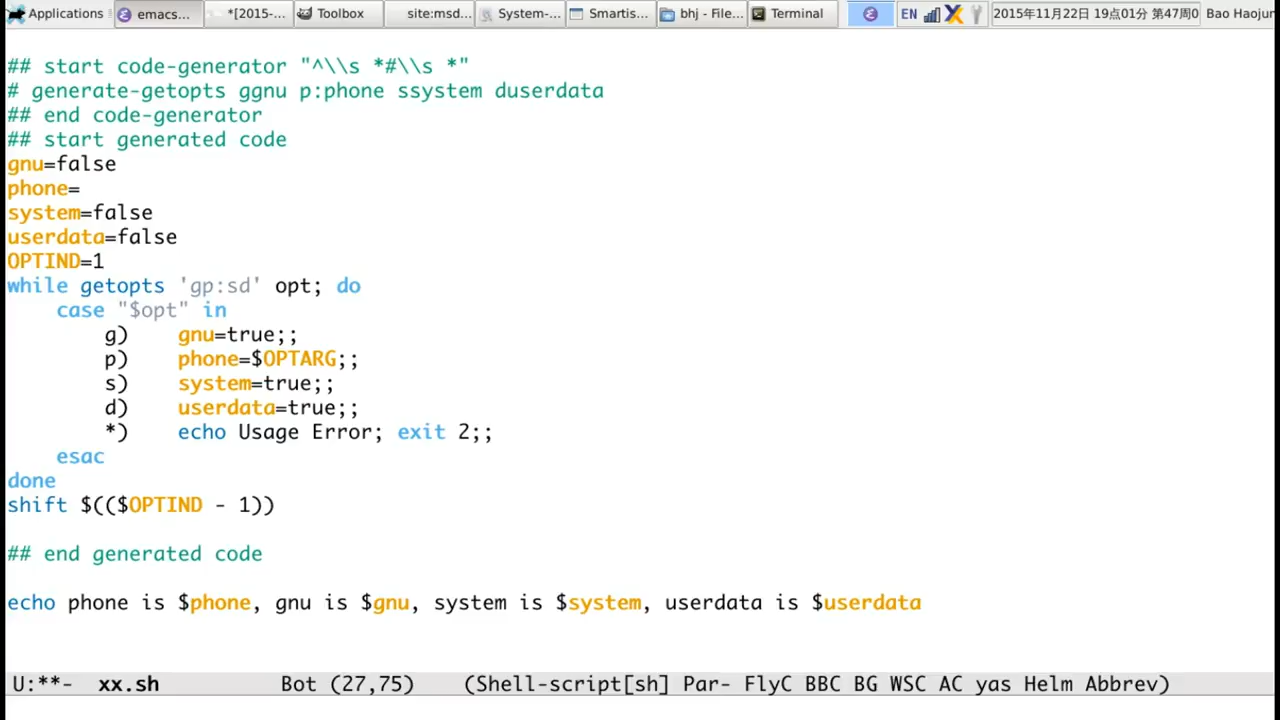 Applications emacs... *[2015-... Toolbox site:msd... System-... Smartis... bhj - File... Terminal EN 2015年11月22日 19点01分 第47周0 Bao Haojun
## start code-generator "^\\s *#\\s *"
# generate-getopts ggnu p:phone ssystem duserdata
## end code-generator
## start generated code
gnu=false
phone=
system=false
userdata=false
OPTIND=1
while getopts 'gp:sd' opt; do
case "$opt" in
g) gnu=true;;
p) phone=$OPTARG;;
s) system=true;;
d) userdata=true;;
*) echo Usage Error; exit 2;;
esac
done
shift $(($OPTIND - 1))
## end generated code
echo phone is $phone, gnu is $gnu, system is $system, userdata is $userdata
U:**- xx.sh Bot (27,75) (Shell-script[sh] Par- FlyC BBC BG WSC AC yas Helm Abbrev)